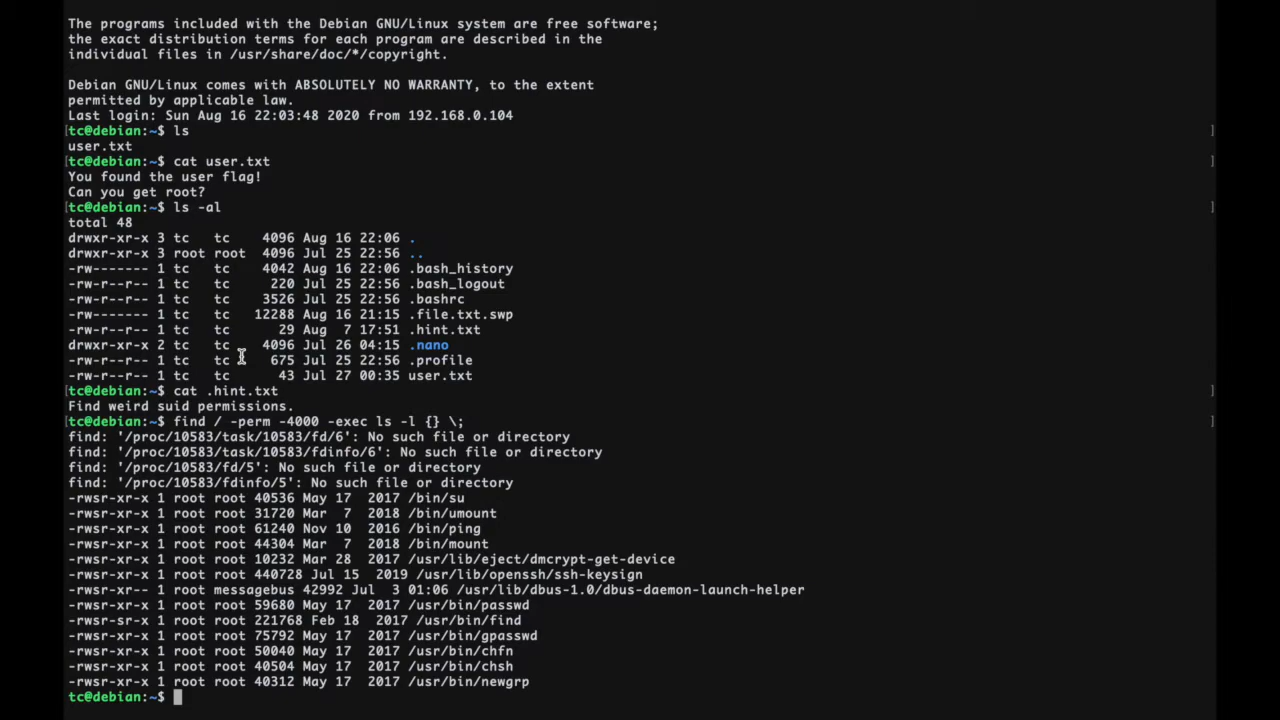 The programs included with the Debian GNU/Linux system are free software;
the exact distribution terms for each program are described in the
individual files in /usr/share/doc/*/copyright.
Debian GNU/Linux comes with ABSOLUTELY NO WARRANTY, to the extent
permitted by applicable law.
Last login: Sun Aug 16 22:03:48 2020 from 192.168.0.104
[tc@debian:~$ ls ]
user.txt
[tc@debian:~$ cat user.txt ]
You found the user flag!
Can you get root?
[tc@debian:~$ ls -al ]
total 48
drwxr-xr-x 3 tc   tc    4096 Aug 16 22:06 .
drwxr-xr-x 3 root root  4096 Jul 25 22:56 ..
-rw------- 1 tc   tc    4042 Aug 16 22:06 .bash_history
-rw-r--r-- 1 tc   tc     220 Jul 25 22:56 .bash_logout
-rw-r--r-- 1 tc   tc    3526 Jul 25 22:56 .bashrc
-rw------- 1 tc   tc   12288 Aug 16 21:15 .file.txt.swp
-rw-r--r-- 1 tc   tc      29 Aug  7 17:51 .hint.txt
drwxr-xr-x 2 tc   tc    4096 Jul 26 04:15 .nano
-rw-r--r-- 1 tc   tc     675 Jul 25 22:56 .profile
-rw-r--r-- 1 tc   tc      43 Jul 27 00:35 user.txt
[tc@debian:~$ cat .hint.txt ]
Find weird suid permissions.
[tc@debian:~$ find / -perm -4000 -exec ls -l {} \; ]
find: '/proc/10583/task/10583/fd/6': No such file or directory
find: '/proc/10583/task/10583/fdinfo/6': No such file or directory
find: '/proc/10583/fd/5': No such file or directory
find: '/proc/10583/fdinfo/5': No such file or directory
-rwsr-xr-x 1 root root 40536 May 17  2017 /bin/su
-rwsr-xr-x 1 root root 31720 Mar  7  2018 /bin/umount
-rwsr-xr-x 1 root root 61240 Nov 10  2016 /bin/ping
-rwsr-xr-x 1 root root 44304 Mar  7  2018 /bin/mount
-rwsr-xr-x 1 root root 10232 Mar 28  2017 /usr/lib/eject/dmcrypt-get-device
-rwsr-xr-x 1 root root 440728 Jul 15  2019 /usr/lib/openssh/ssh-keysign
-rwsr-xr-- 1 root messagebus 42992 Jul  3 01:06 /usr/lib/dbus-1.0/dbus-daemon-launch-helper
-rwsr-xr-x 1 root root 59680 May 17  2017 /usr/bin/passwd
-rwsr-sr-x 1 root root 221768 Feb 18  2017 /usr/bin/find
-rwsr-xr-x 1 root root 75792 May 17  2017 /usr/bin/gpasswd
-rwsr-xr-x 1 root root 50040 May 17  2017 /usr/bin/chfn
-rwsr-xr-x 1 root root 40504 May 17  2017 /usr/bin/chsh
-rwsr-xr-x 1 root root 40312 May 17  2017 /usr/bin/newgrp
tc@debian:~$